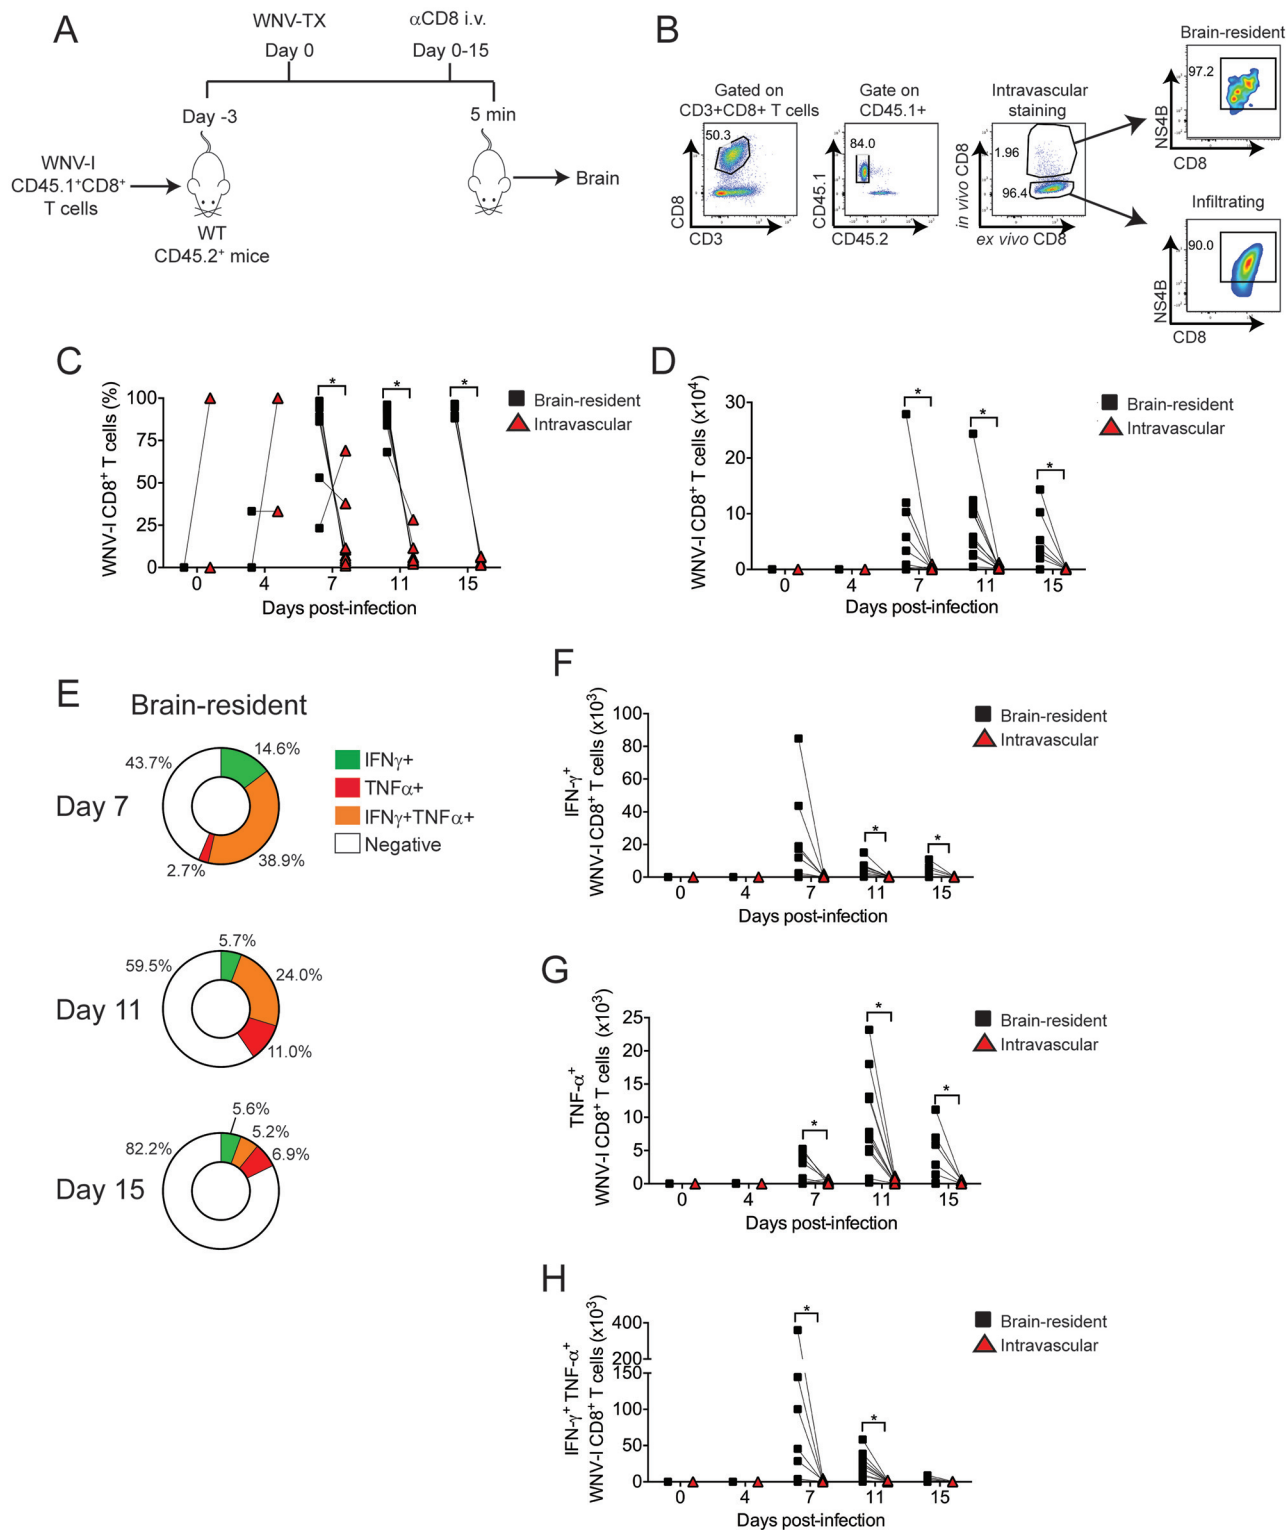 A
WNV-TX
Day 0
αCD8 i.v.
Day 0-15
Day -3
5 min
WNV-I
CD45.1⁺CD8⁺
T cells
WT
CD45.2⁺ mice
Brain
B
Gated on
CD3+CD8+ T cells
50.3
CD8
CD3
Gate on
CD45.1+
84.0
CD45.1
CD45.2
Intravascular
staining
1.96
96.4
in vivo CD8
ex vivo CD8
Brain-resident
97.2
NS4B
CD8
Infiltrating
90.0
NS4B
CD8
C
WNV-I CD8⁺ T cells (%)
100
75
50
25
0
* * *
0 4 7 11 15
Days post-infection
Brain-resident
Intravascular
D
WNV-I CD8⁺ T cells (x10⁴)
30
20
10
0
* * *
0 4 7 11 15
Days post-infection
Brain-resident
Intravascular
E
Brain-resident
Day 7
43.7%
14.6%
38.9%
2.7%
IFNγ+
TNFα+
IFNγ+TNFα+
Negative
Day 11
59.5%
5.7%
24.0%
11.0%
Day 15
82.2%
5.6%
5.2%
6.9%
F
IFN-γ⁺
WNV-I CD8⁺ T cells (x10³)
100
80
60
40
20
0
* *
0 4 7 11 15
Days post-infection
Brain-resident
Intravascular
G
TNF-α⁺
WNV-I CD8⁺ T cells (x10³)
25
20
15
10
5
0
* * *
0 4 7 11 15
Days post-infection
Brain-resident
Intravascular
H
IFN-γ⁺ TNF-α⁺
WNV-I CD8⁺ T cells (x10³)
400
200
150
100
50
0
* *
0 4 7 11 15
Days post-infection
Brain-resident
Intravascular